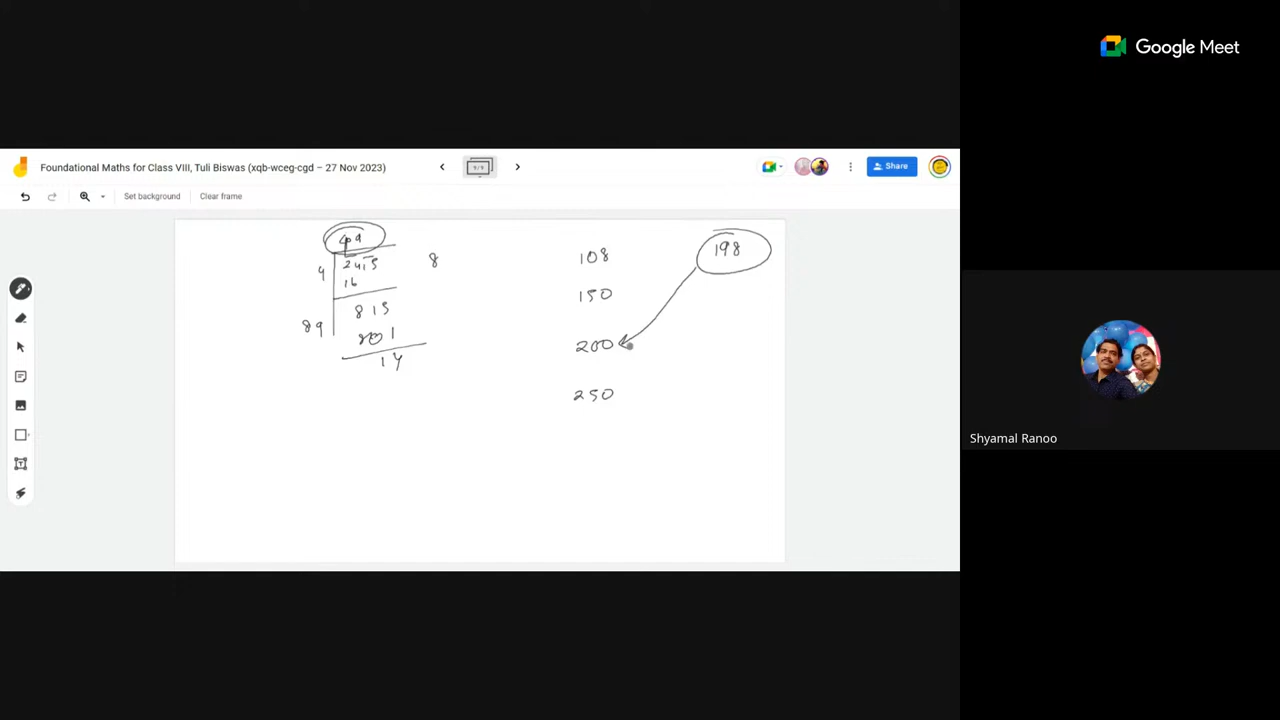 Google Meet
Foundational Maths for Class VIII, Tuli Biswas (xqb-wceg-cgd – 27 Nov 2023)
Share
Set background
Clear frame
49
4
2415
8
16
815
89
801
14
108
150
200
250
198
Shyamal Ranoo